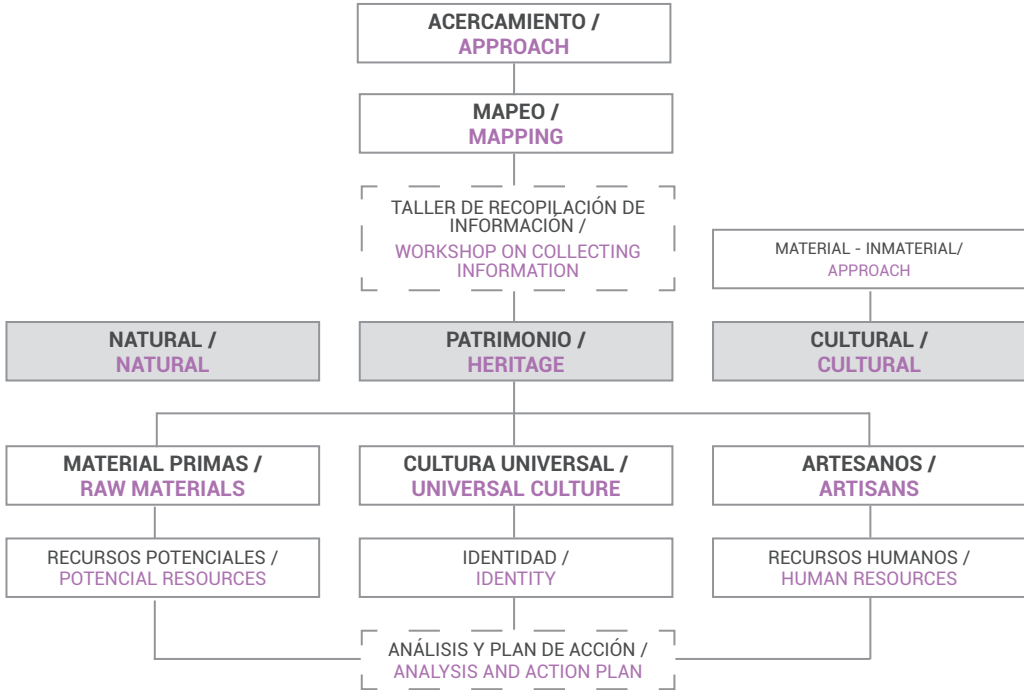 ACERCAMIENTO /
APPROACH
MAPEO /
MAPPING
TALLER DE RECOPILACIÓN DE
INFORMACIÓN /
WORKSHOP ON COLLECTING
INFORMATION
MATERIAL - INMATERIAL/
APPROACH
NATURAL /
NATURAL
PATRIMONIO /
HERITAGE
CULTURAL /
CULTURAL
MATERIAL PRIMAS /
RAW MATERIALS
CULTURA UNIVERSAL /
UNIVERSAL CULTURE
ARTESANOS /
ARTISANS
RECURSOS POTENCIALES /
POTENCIAL RESOURCES
IDENTIDAD /
IDENTITY
RECURSOS HUMANOS /
HUMAN RESOURCES
ANÁLISIS Y PLAN DE ACCIÓN /
ANALYSIS AND ACTION PLAN